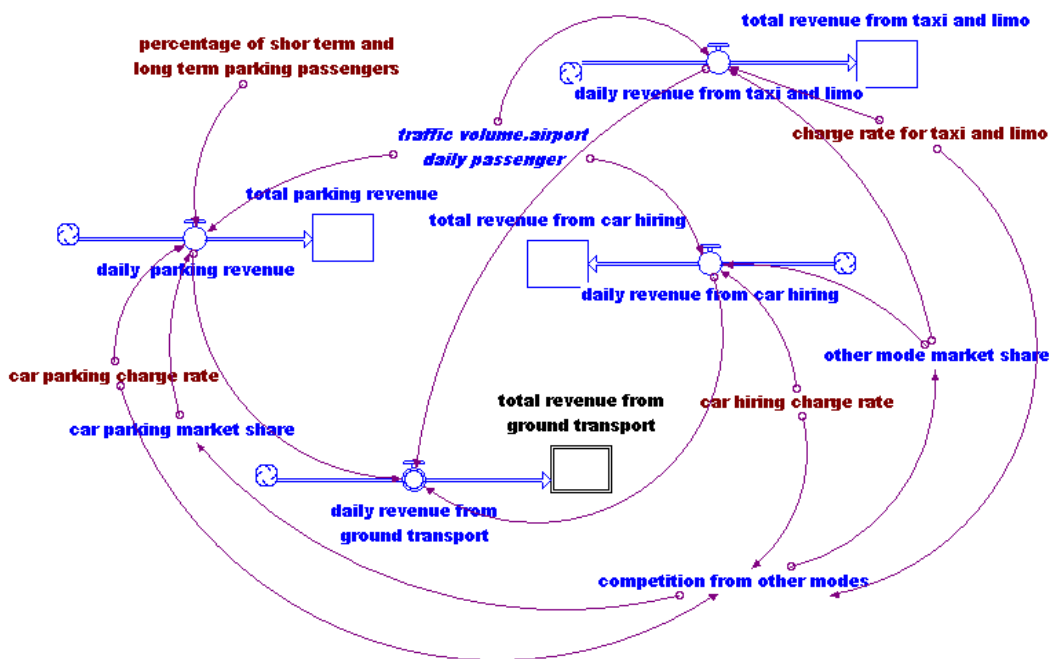 total revenue from taxi and limo
percentage of shor term and
long term parking passengers
daily revenue from taxi and limo
traffic volume.airport
daily passenger
charge rate for taxi and limo
total parking revenue
total revenue from car hiring
daily  parking revenue
daily revenue from car hiring
other mode market share
car parking charge rate
total revenue from
ground transport
car hiring charge rate
car parking market share
daily revenue from
ground transport
competition from other modes